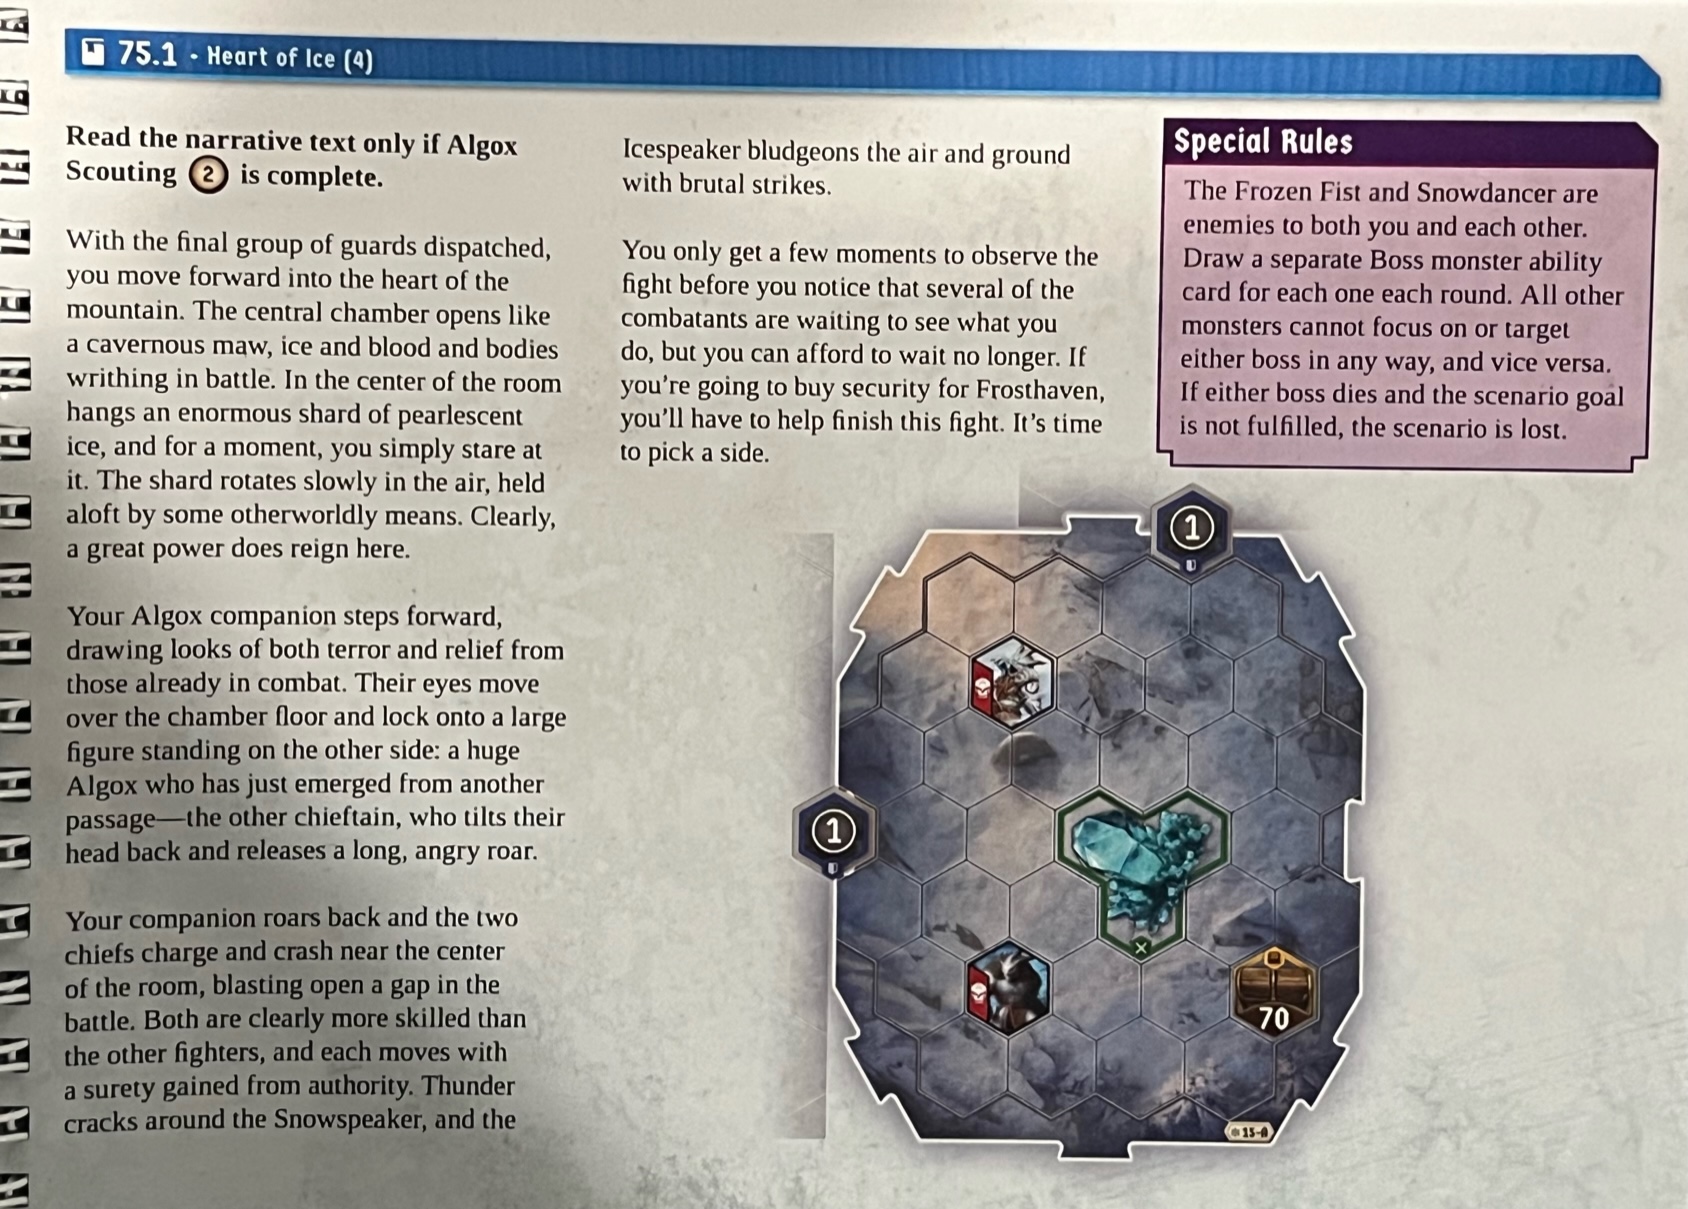 75.1 - Heart of Ice (4)
Read the narrative text only if Algox
Scouting 2 is complete.
With the final group of guards dispatched,
you move forward into the heart of the
mountain. The central chamber opens like
a cavernous maw, ice and blood and bodies
writhing in battle. In the center of the room
hangs an enormous shard of pearlescent
ice, and for a moment, you simply stare at
it. The shard rotates slowly in the air, held
aloft by some otherworldly means. Clearly,
a great power does reign here.
Your Algox companion steps forward,
drawing looks of both terror and relief from
those already in combat. Their eyes move
over the chamber floor and lock onto a large
figure standing on the other side: a huge
Algox who has just emerged from another
passage—the other chieftain, who tilts their
head back and releases a long, angry roar.
Your companion roars back and the two
chiefs charge and crash near the center
of the room, blasting open a gap in the
battle. Both are clearly more skilled than
the other fighters, and each moves with
a surety gained from authority. Thunder
cracks around the Snowspeaker, and the
Icespeaker bludgeons the air and ground
with brutal strikes.
You only get a few moments to observe the
fight before you notice that several of the
combatants are waiting to see what you
do, but you can afford to wait no longer. If
you're going to buy security for Frosthaven,
you'll have to help finish this fight. It's time
to pick a side.
Special Rules
The Frozen Fist and Snowdancer are
enemies to both you and each other.
Draw a separate Boss monster ability
card for each one each round. All other
monsters cannot focus on or target
either boss in any way, and vice versa.
If either boss dies and the scenario goal
is not fulfilled, the scenario is lost.
1
1
70
15-A